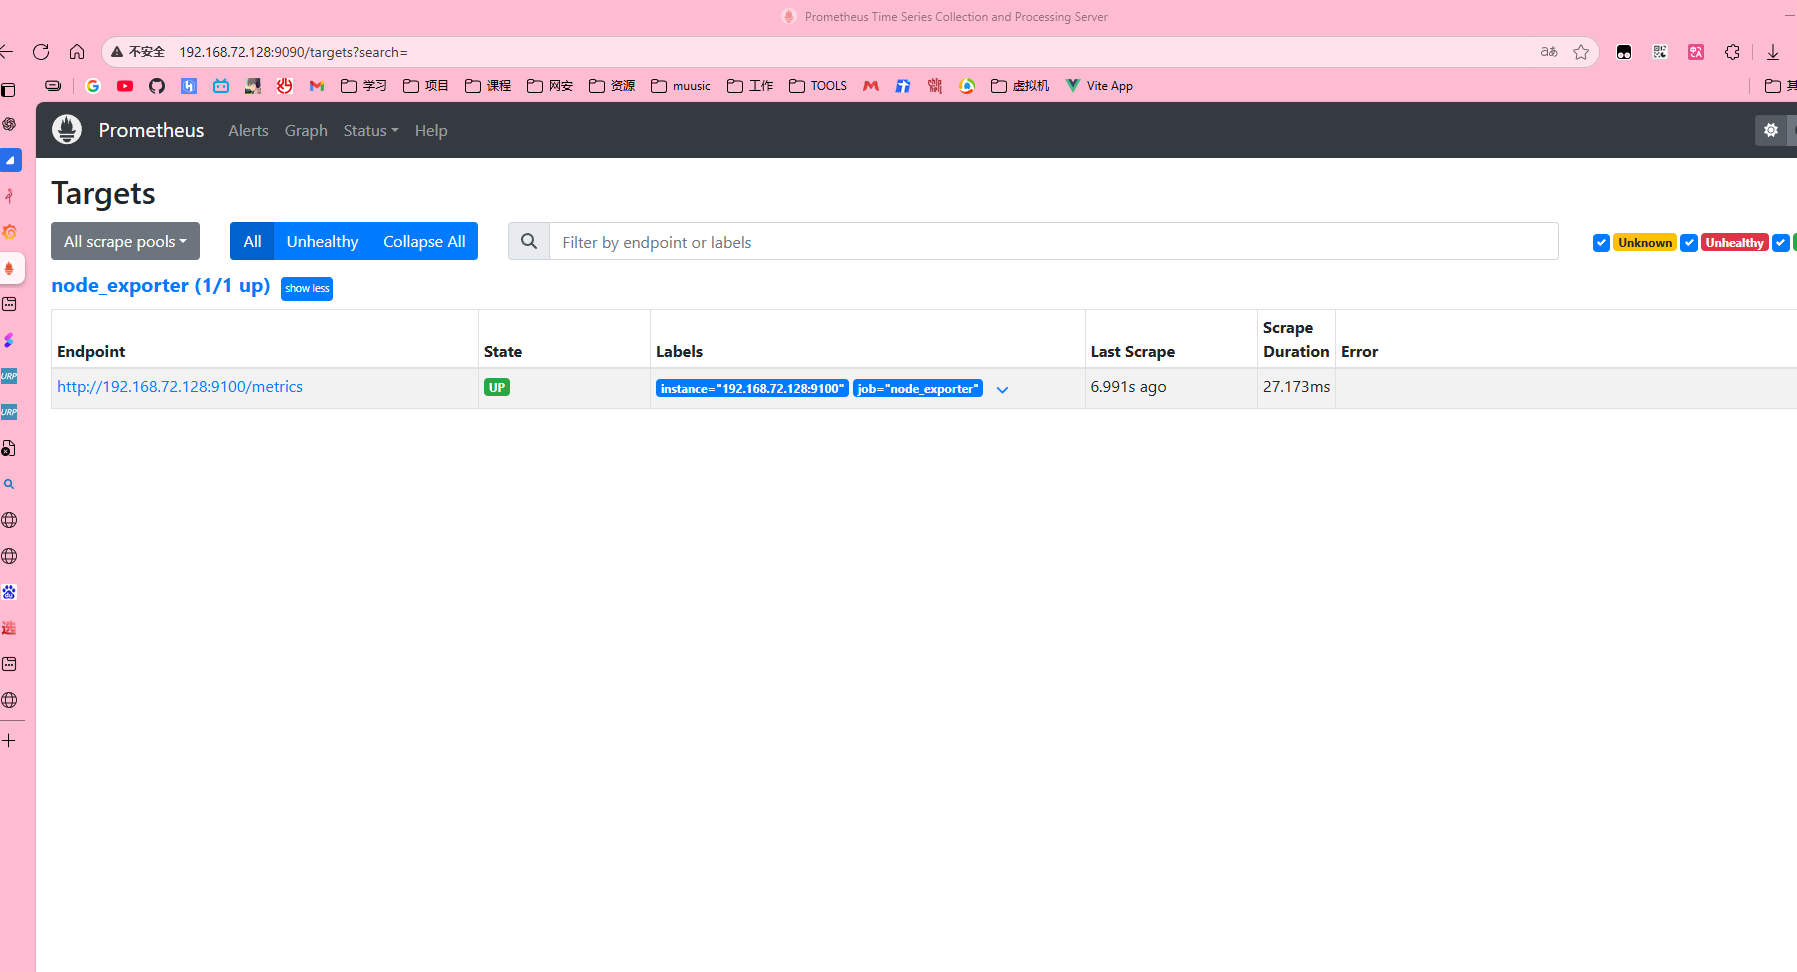 Prometheus Time Series Collection and Processing Server
不安全 192.168.72.128:9090/targets?search=
学习 项目 课程 网安 资源 muusic 工作 TOOLS 虚拟机 Vite App
Prometheus Alerts Graph Status Help
Targets
All scrape pools All Unhealthy Collapse All Filter by endpoint or labels Unknown Unhealthy
node_exporter (1/1 up) show less
Endpoint State Labels Last Scrape Scrape Duration Error
http://192.168.72.128:9100/metrics UP instance="192.168.72.128:9100" job="node_exporter" 6.991s ago 27.173ms
URP
URP
选